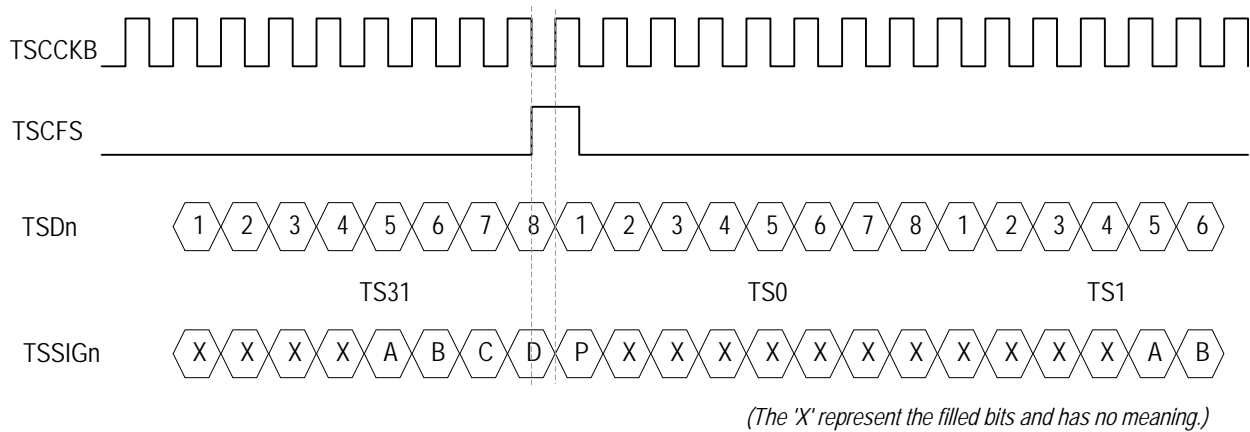 TSCCKB
TSCFS
TSDn 1 2 3 4 5 6 7 8 1 2 3 4 5 6 7 8 1 2 3 4 5 6
TS31 TS0 TS1
TSSIGn X X X X A B C D P X X X X X X X X X X X A B
(The 'X' represent the filled bits and has no meaning.)